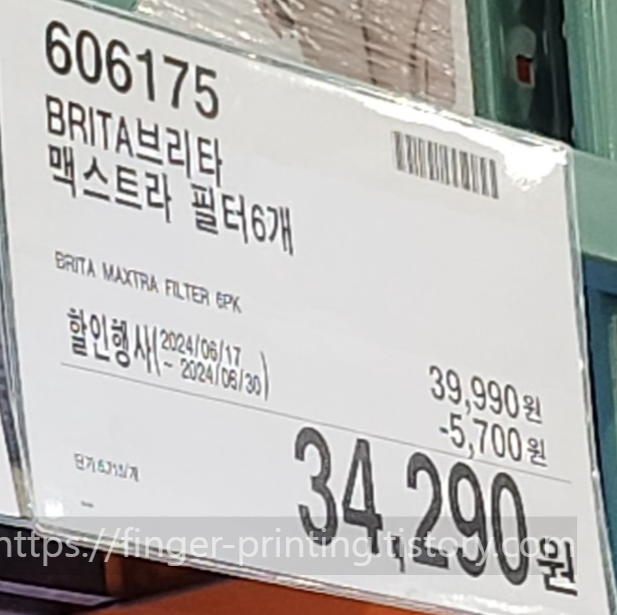 606175
BRITA브리타
맥스트라 필터6개
BRITA MAXTRA FILTER 6PK
할인행사(2024/06/17
~ 2024/06/30)
39,990원
-5,700원
34,290원
https://finger-printing.tistory.com